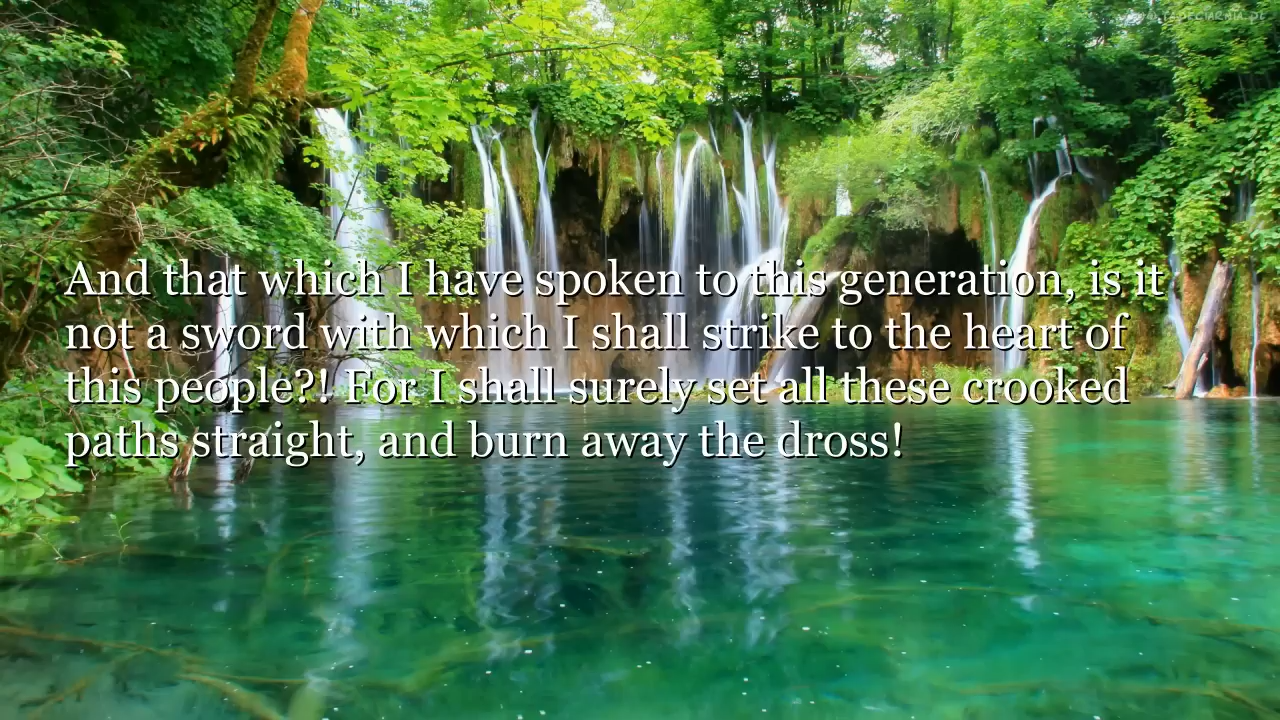 And that which I have spoken to this generation, is it
not a sword with which I shall strike to the heart of
this people?! For I shall surely set all these crooked
paths straight, and burn away the dross!